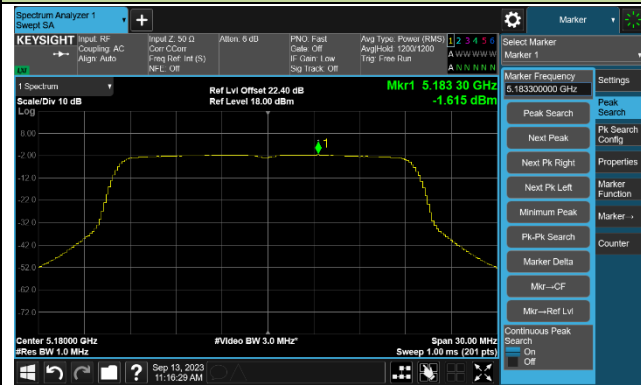 Spectrum Analyzer 1
Swept SA
Marker
KEYSIGHT
Input: RF
Coupling: AC
Align: Auto
Input Z: 50 Ω
Corr CCorr
Freq Ref: Int (S)
NFE: Off
Atten: 6 dB
PNO: Fast
Gate: Off
IF Gain: Low
Sig Track: Off
Avg Type: Power (RMS)
Avg|Hold: 1200/1200
Trig: Free Run
1 2 3 4 5 6
A W W W W W
A N N N N N
Select Marker
Marker 1
LXI
1 Spectrum
Scale/Div 10 dB
Log
Ref Lvl Offset 22.40 dB
Ref Level 18.00 dBm
Mkr1 5.183 30 GHz
-1.615 dBm
8.00
-2.00
-12.0
-22.0
-32.0
-42.0
-52.0
-62.0
-72.0
1
Center 5.18000 GHz
#Res BW 1.0 MHz
#Video BW 3.0 MHz*
Span 30.00 MHz
Sweep 1.00 ms (201 pts)
Marker Frequency
5.183300000 GHz
Peak Search
Next Peak
Next Pk Right
Next Pk Left
Minimum Peak
Pk-Pk Search
Marker Delta
Mkr→CF
Mkr→Ref Lvl
Continuous Peak
Search
On
Off
Settings
Peak
Search
Pk Search
Config
Properties
Marker
Function
Marker→
Counter
Sep 13, 2023
11:16:29 AM